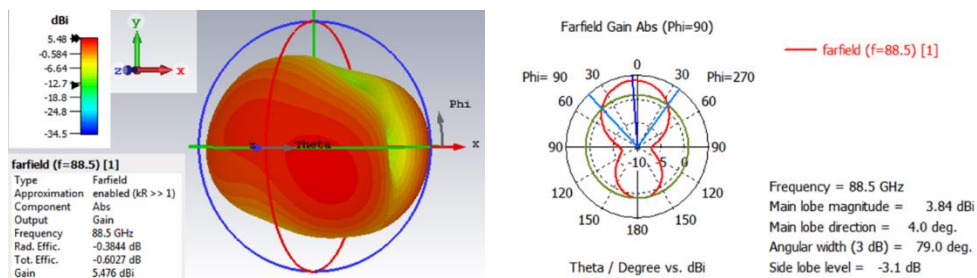 dBi
5.48
-0.584
-6.64
-12.7
-18.8
-24.8
-34.5
y
z
x
Phi
z
Theta
x
farfield (f=88.5) [1]
Type Farfield
Approximation enabled (kR >> 1)
Component Abs
Output Gain
Frequency 88.5 GHz
Rad. Effic. -0.3844 dB
Tot. Effic. -0.6027 dB
Gain 5.476 dBi
Farfield Gain Abs (Phi=90)
farfield (f=88.5) [1]
0
30 30
Phi= 90 Phi=270
60 60
90 90
-10 -5 0
120 120
150 150
180
Theta / Degree vs. dBi
Frequency = 88.5 GHz
Main lobe magnitude = 3.84 dBi
Main lobe direction = 4.0 deg.
Angular width (3 dB) = 79.0 deg.
Side lobe level = -3.1 dB